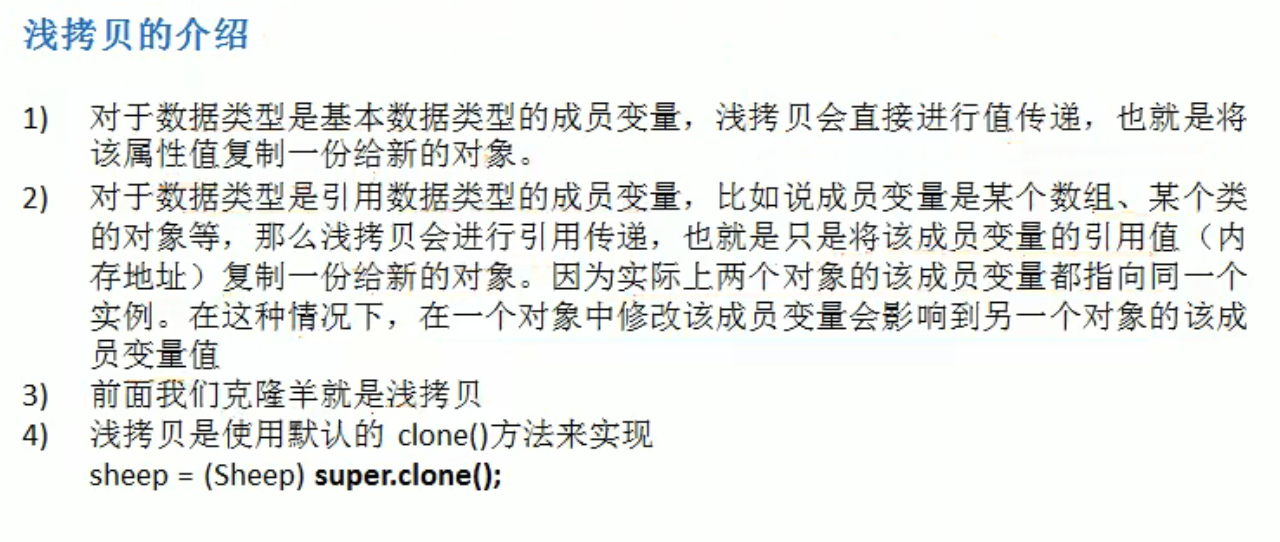 浅拷贝的介绍
1) 对于数据类型是基本数据类型的成员变量，浅拷贝会直接进行值传递，也就是将
该属性值复制一份给新的对象。
2) 对于数据类型是引用数据类型的成员变量，比如说成员变量是某个数组、某个类
的对象等，那么浅拷贝会进行引用传递，也就是只是将该成员变量的引用值（内
存地址）复制一份给新的对象。因为实际上两个对象的该成员变量都指向同一个
实例。在这种情况下，在一个对象中修改该成员变量会影响到另一个对象的该成
员变量值
3) 前面我们克隆羊就是浅拷贝
4) 浅拷贝是使用默认的 clone()方法来实现
sheep = (Sheep) super.clone();